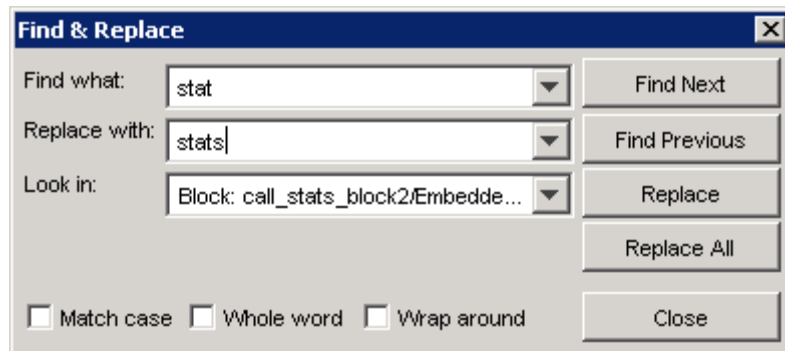 Find & Replace
Find what: stat Find Next
Replace with: stats Find Previous
Look in: Block: call_stats_block2/Embedde... Replace
Replace All
Match case Whole word Wrap around Close